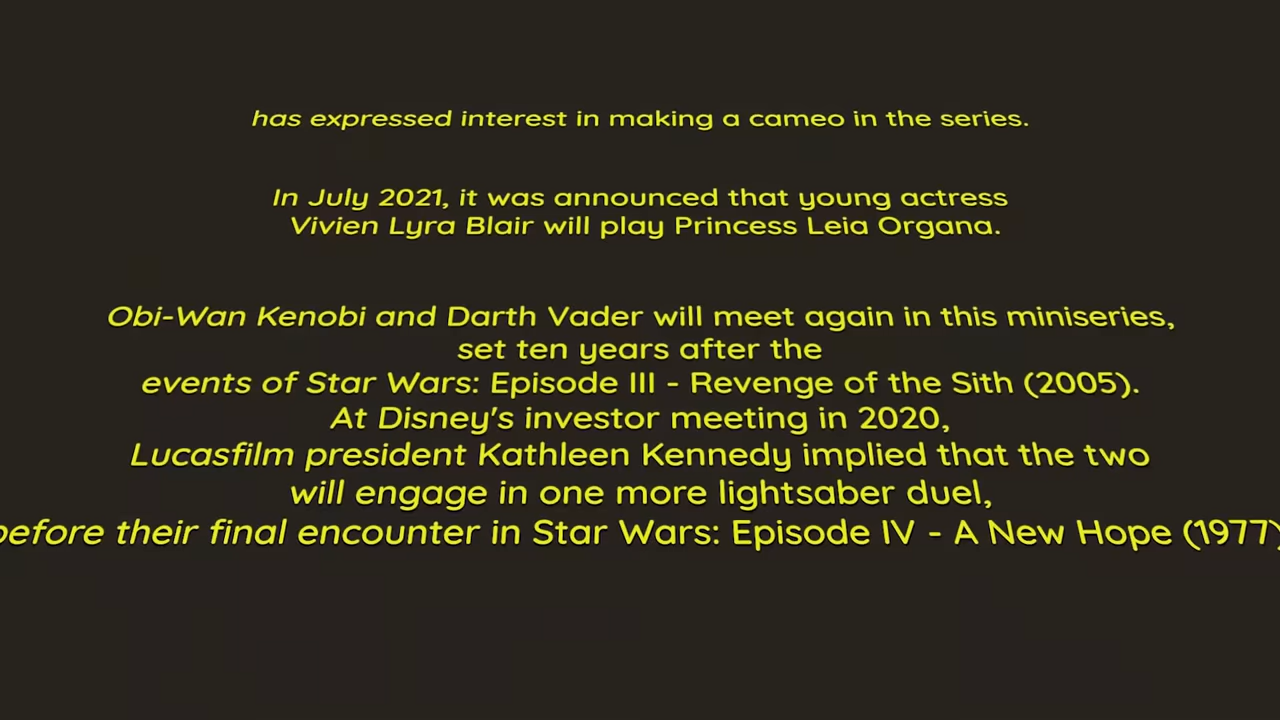 has expressed interest in making a cameo in the series.
In July 2021, it was announced that young actress
Vivien Lyra Blair will play Princess Leia Organa.
Obi-Wan Kenobi and Darth Vader will meet again in this miniseries,
set ten years after the
events of Star Wars: Episode III - Revenge of the Sith (2005).
At Disney's investor meeting in 2020,
Lucasfilm president Kathleen Kennedy implied that the two
will engage in one more lightsaber duel,
before their final encounter in Star Wars: Episode IV - A New Hope (1977)